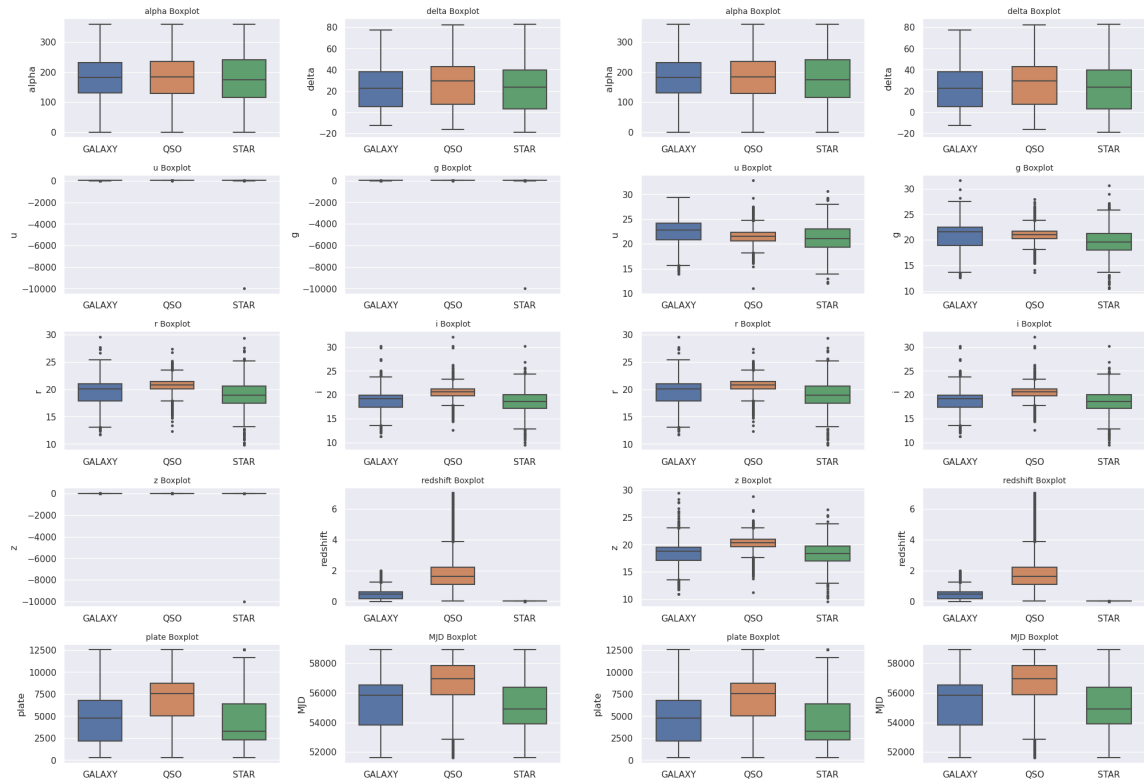 alpha Boxplot
alpha
300
200
100
0
GALAXY QSO STAR
delta Boxplot
delta
80
60
40
20
0
−20
GALAXY QSO STAR
alpha Boxplot
alpha
300
200
100
0
GALAXY QSO STAR
delta Boxplot
delta
80
60
40
20
0
−20
GALAXY QSO STAR
u Boxplot
u
0
−2000
−4000
−6000
−8000
−10000
GALAXY QSO STAR
g Boxplot
g
0
−2000
−4000
−6000
−8000
−10000
GALAXY QSO STAR
u Boxplot
u
30
25
20
15
10
GALAXY QSO STAR
g Boxplot
g
30
25
20
15
10
GALAXY QSO STAR
r Boxplot
r
30
25
20
15
10
GALAXY QSO STAR
i Boxplot
i
30
25
20
15
10
GALAXY QSO STAR
r Boxplot
r
30
25
20
15
10
GALAXY QSO STAR
i Boxplot
i
30
25
20
15
10
GALAXY QSO STAR
z Boxplot
z
0
−2000
−4000
−6000
−8000
−10000
GALAXY QSO STAR
redshift Boxplot
redshift
6
4
2
0
GALAXY QSO STAR
z Boxplot
z
30
25
20
15
10
GALAXY QSO STAR
redshift Boxplot
redshift
6
4
2
0
GALAXY QSO STAR
plate Boxplot
plate
12500
10000
7500
5000
2500
0
GALAXY QSO STAR
MJD Boxplot
MJD
58000
56000
54000
52000
GALAXY QSO STAR
plate Boxplot
plate
12500
10000
7500
5000
2500
0
GALAXY QSO STAR
MJD Boxplot
MJD
58000
56000
54000
52000
GALAXY QSO STAR